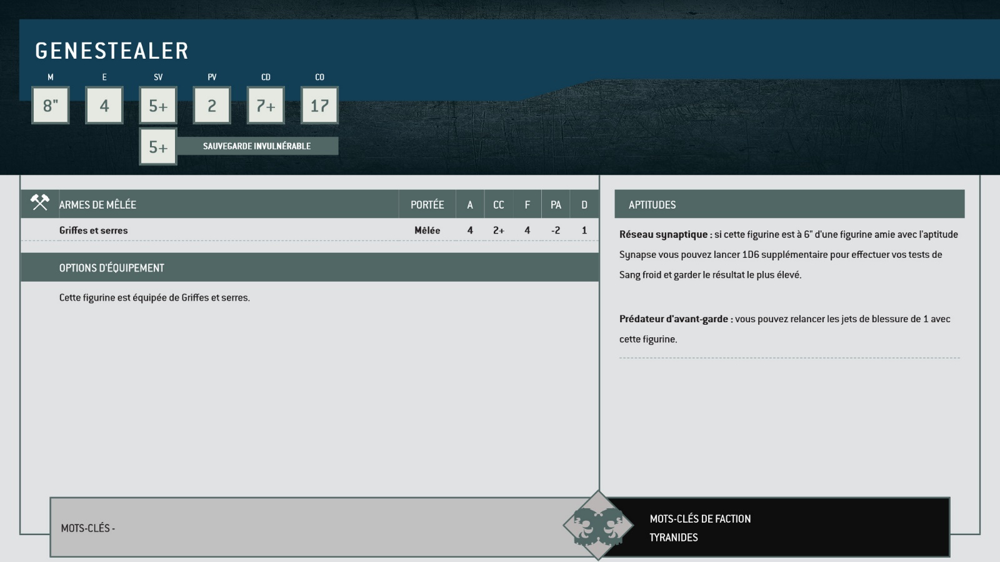 GENESTEALER
M E SV PV CD CO
8" 4 5+ 2 7+ 17
5+ SAUVEGARDE INVULNÉRABLE
ARMES DE MÊLÉE PORTÉE A CC F PA D
Griffes et serres Mêlée 4 2+ 4 -2 1
OPTIONS D'ÉQUIPEMENT
Cette figurine est équipée de Griffes et serres.
APTITUDES
Réseau synaptique : si cette figurine est à 6" d'une figurine amie avec l'aptitude
Synapse vous pouvez lancer 1D6 supplémentaire pour effectuer vos tests de
Sang froid et garder le résultat le plus élevé.
Prédateur d'avant-garde : vous pouvez relancer les jets de blessure de 1 avec
cette figurine.
MOTS-CLÉS -
MOTS-CLÉS DE FACTION
TYRANIDES